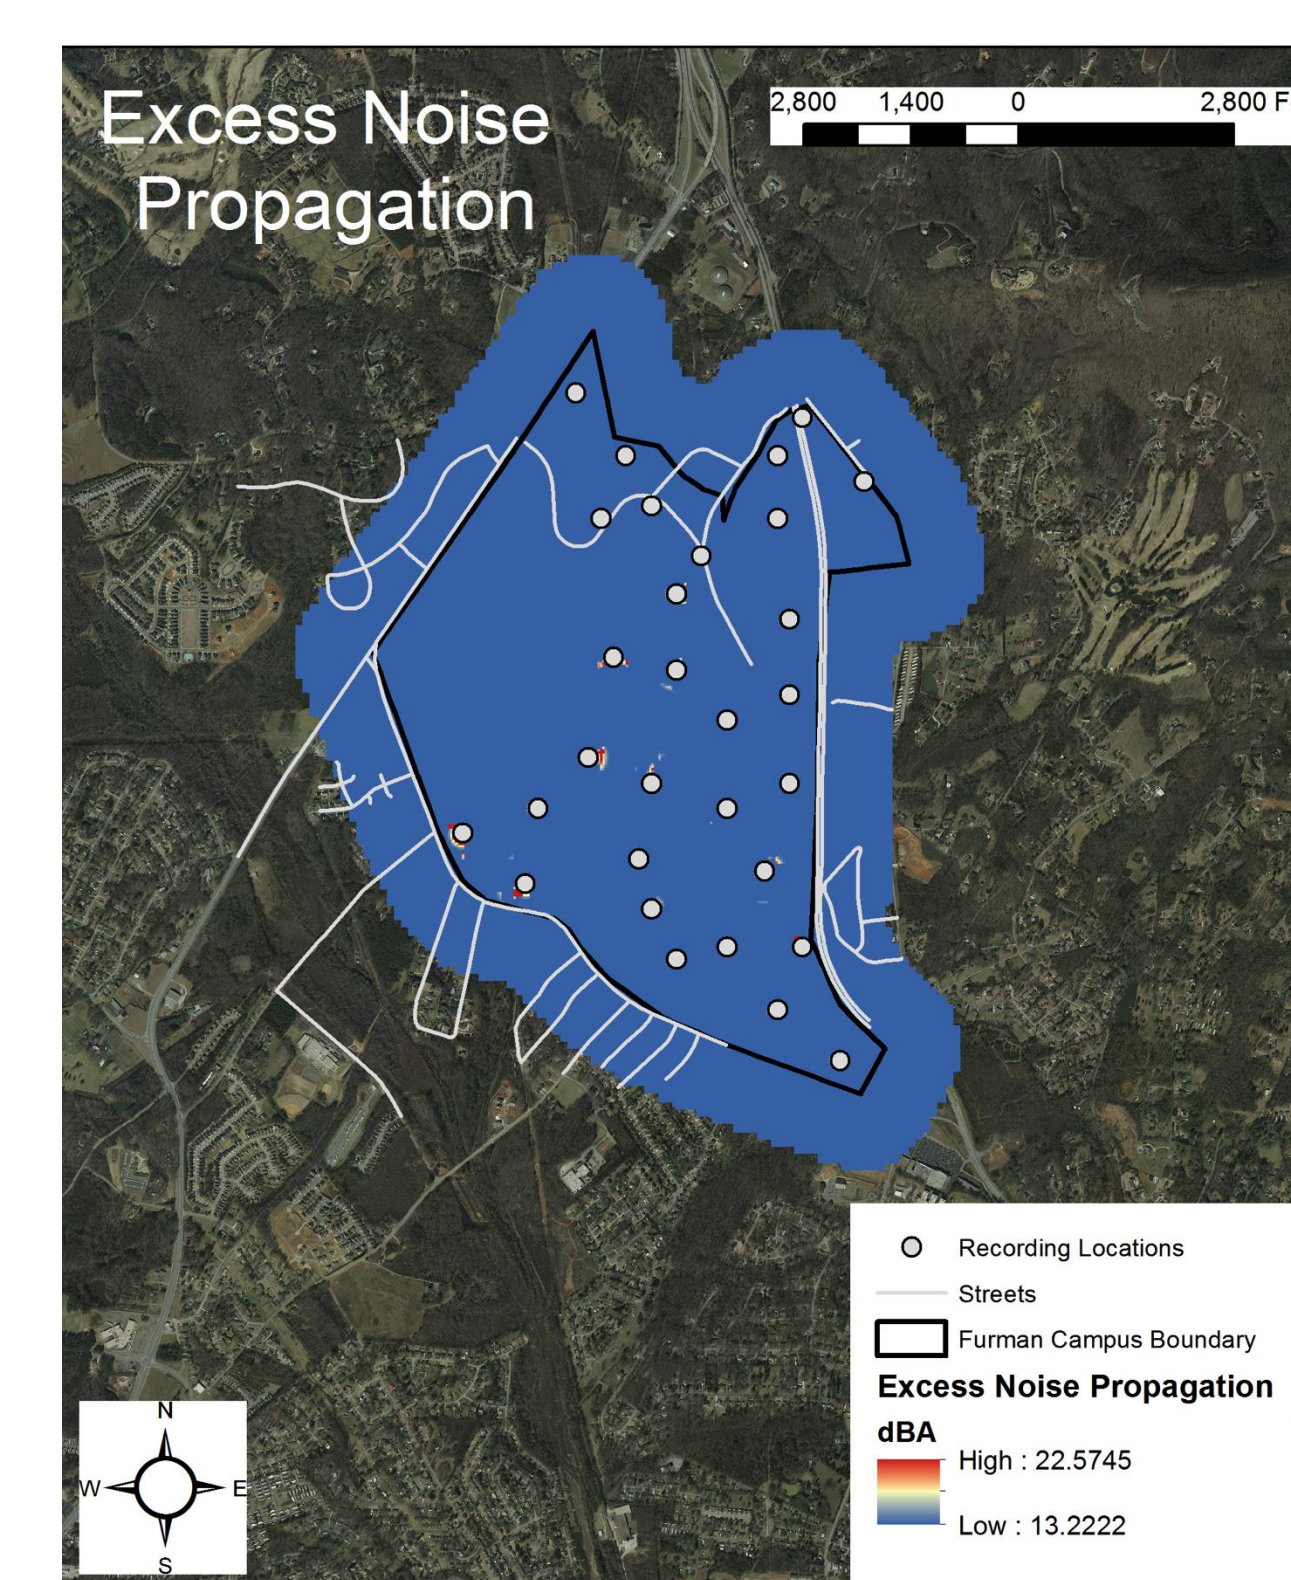 Excess Noise
Propagation
2,800 1,400 0 2,800 F
Recording Locations
Streets
Furman Campus Boundary
Excess Noise Propagation
dBA
High : 22.5745
Low : 13.2222
N
W E
S